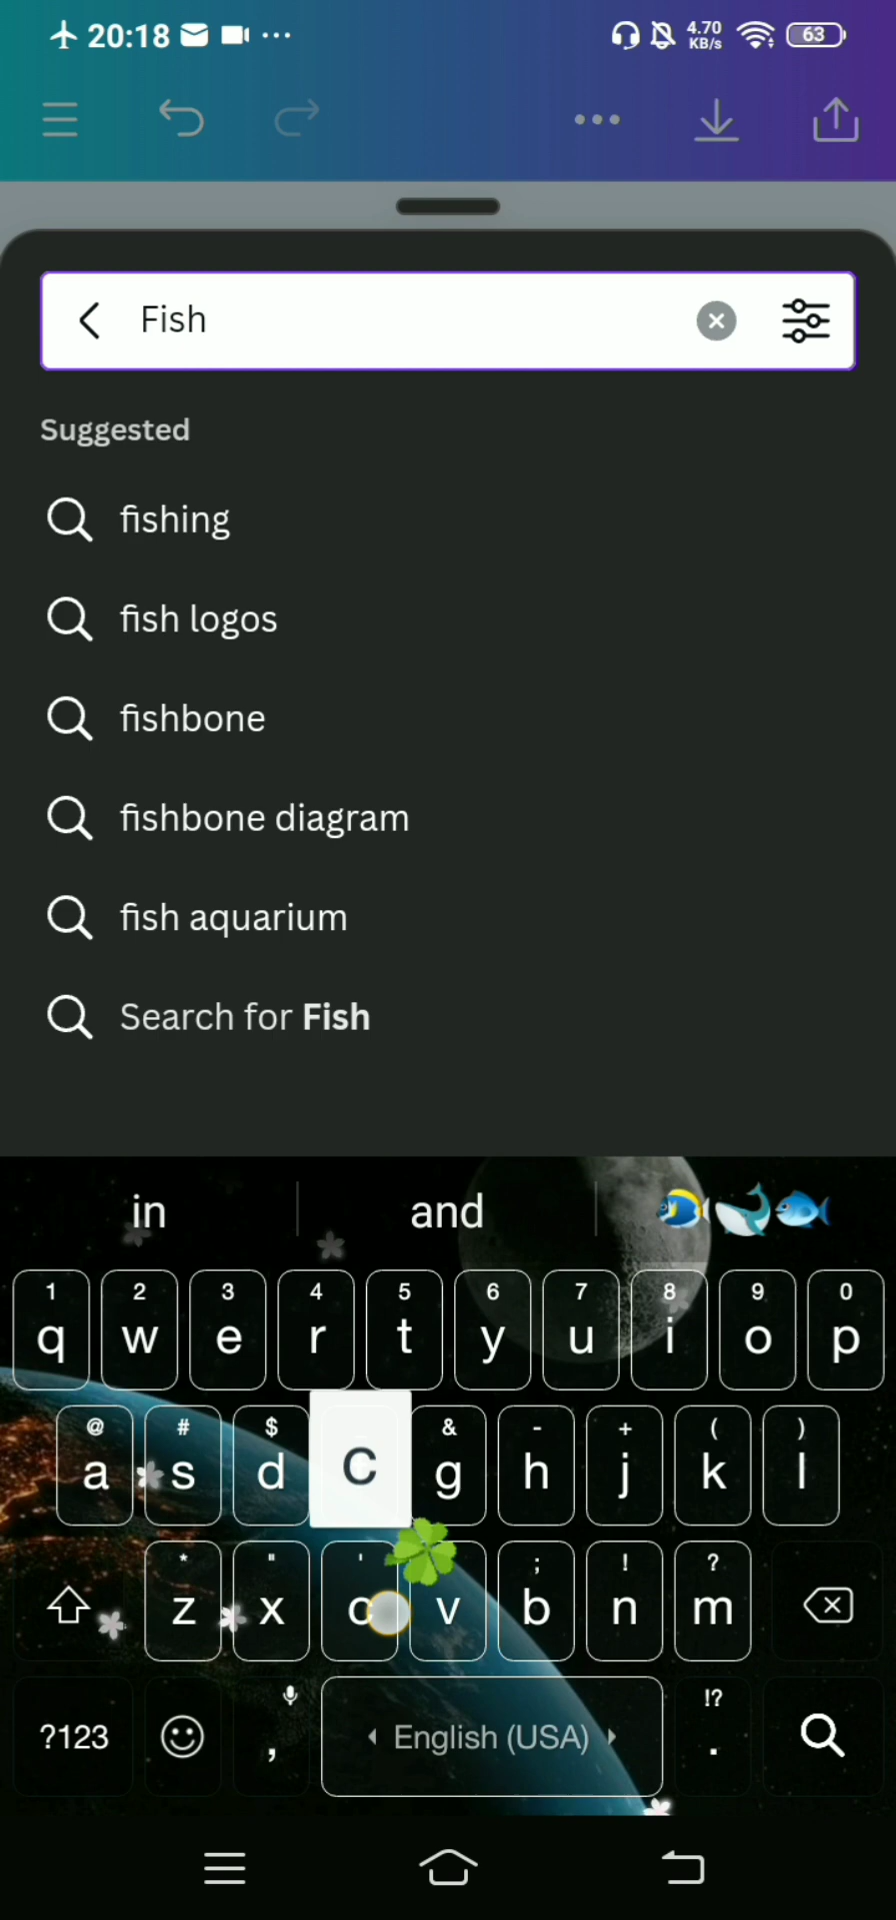 20:18 4.70 KB/s 63
Fish
Suggested
fishing
fish logos
fishbone
fishbone diagram
fish aquarium
Search for Fish
in and
1 2 3 4 5 6 7 8 9 0
q w e r t y u i o p
@ # $ & - + ( )
a s d c g h j k l
* " ' ; ! ?
z x c v b n m
!?
?123 , English (USA) .